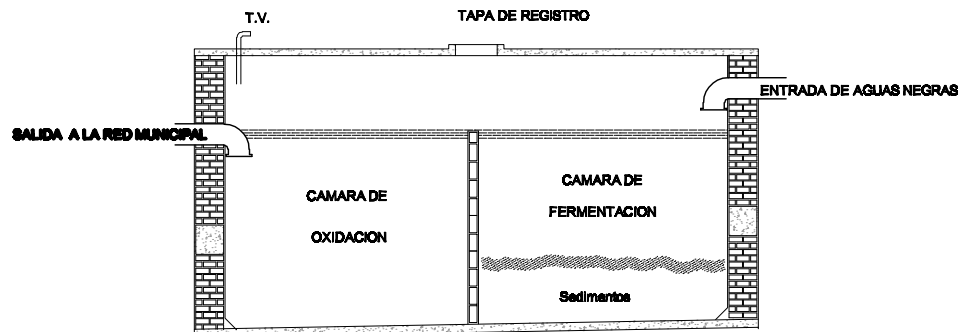 T.V.
TAPA DE REGISTRO
ENTRADA DE AGUAS NEGRAS
SALIDA A LA RED MUNICIPAL
CAMARA DE
OXIDACION
CAMARA DE
FERMENTACION
Sedimentos